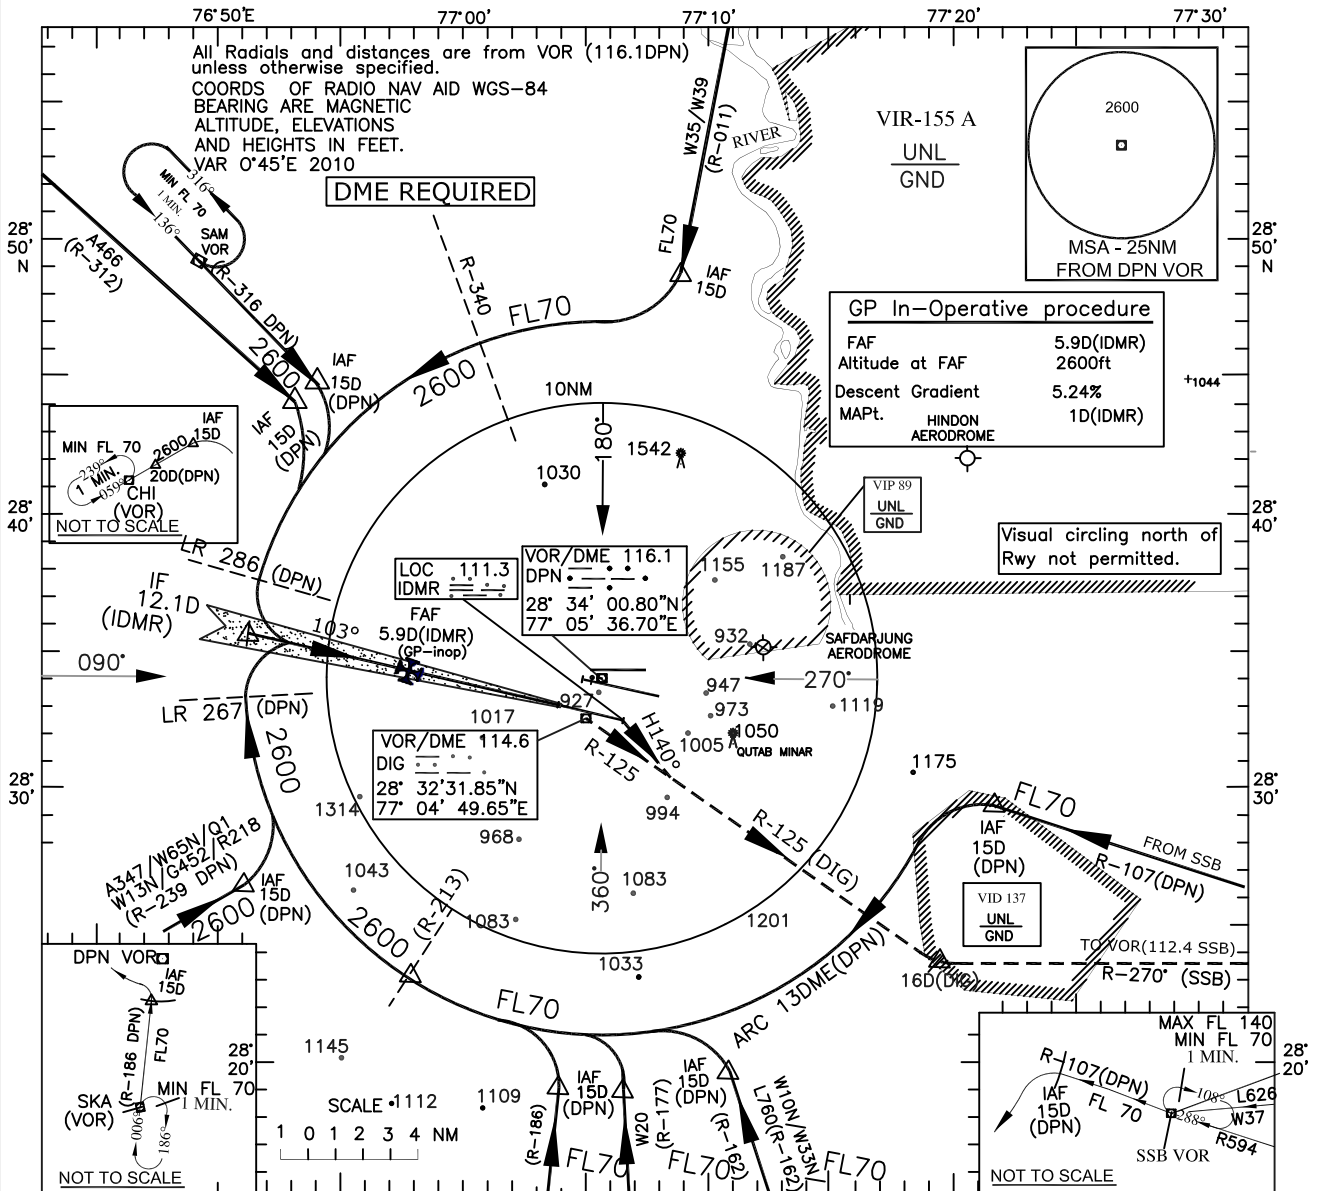 76°50'E
77°00'
77°10'
77°20'
77°30'
All Radials and distances are from VOR (116.1DPN)
unless otherwise specified.
COORDS OF RADIO NAV AID WGS-84
BEARING ARE MAGNETIC
ALTITUDE, ELEVATIONS
AND HEIGHTS IN FEET.
VAR 0°45'E 2010
DME REQUIRED
VIR-155 A
UNL
GND
2600
MSA - 25NM
FROM DPN VOR
28°
50'
N
28°
50'
N
RIVER
W35/W39
(R-011)
FL70
IAF
15D
316°
MIN FL 70
1 MIN.
136°
SAM
VOR
A466
(R-312)
(R-316 DPN)
2600
IAF
15D
(DPN)
IAF
15D
(DPN)
R-340
FL70
2600
GP In-Operative procedure
FAF 5.9D(IDMR)
Altitude at FAF 2600ft
Descent Gradient 5.24%
MAPt. 1D(IDMR)
+1044
HINDON
AERODROME
MIN FL 70
239°
1 MIN.
059°
CHI
(VOR)
2600
IAF
15D
20D(DPN)
NOT TO SCALE
10NM
180°
1542
1030
VIP 89
UNL
GND
28°
40'
28°
40'
Visual circling north of
Rwy not permitted.
LR 286 (DPN)
IF
12.1D
(IDMR)
103°
LOC 111.3
IDMR
FAF
5.9D(IDMR)
(GP-inop)
VOR/DME 116.1
DPN
28° 34' 00.80"N
77° 05' 36.70"E
1155
1187
932
SAFDARJUNG
AERODROME
090°
270°
LR 267 (DPN)
927
947
973
1119
1017
1005
1050
QUTAB MINAR
H140°
R-125
VOR/DME 114.6
DIG
28° 32'31.85"N
77° 04' 49.65"E
2600
1175
28°
30'
28°
30'
1314
994
968
R-125 (DIG)
FL70
IAF
15D
(DPN)
FROM SSB
R-107(DPN)
A347/W65N/Q1
W13N/G452/R218
(R-239 DPN)
2600
IAF
15D
(DPN)
1043
360°
1083
1083
1201
VID 137
UNL
GND
2600
(R-213)
TO VOR(112.4 SSB)
R-270° (SSB)
16D(DIG)
1033
FL70
ARC 13DME(DPN)
DPN VOR
IAF
15D
(R-186 DPN)
FL70
SKA
(VOR)
MIN FL
70
1 MIN.
006°
186°
NOT TO SCALE
28°
20'
28°
20'
1145
1112
1109
SCALE
1 0 1 2 3 4 NM
(R-186)
FL70
IAF
15D
(DPN)
W20
(R-177)
FL70
IAF
15D
(DPN)
(R-162)
W10N/W33N/
L760(R-162)
FL70
MAX FL 140
MIN FL 70
1 MIN.
R-107(DPN)
FL 70
IAF
15D
(DPN)
108°
288°
L626
W37
R594
SSB VOR
NOT TO SCALE